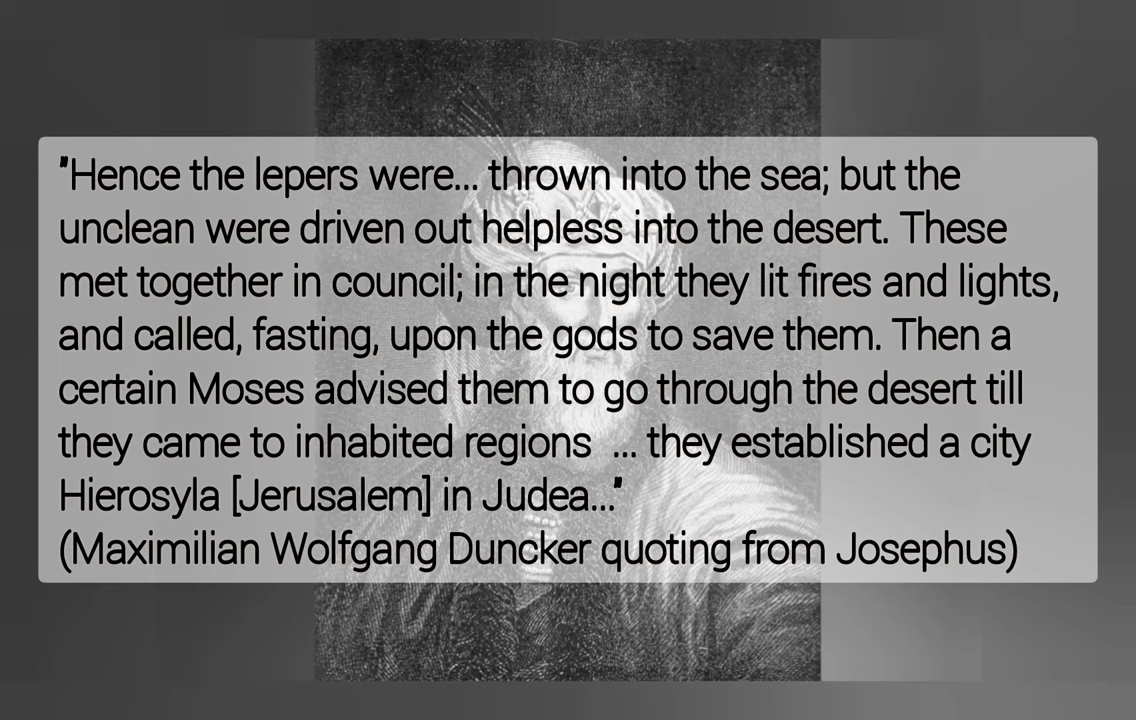 "Hence the lepers were... thrown into the sea; but the
unclean were driven out helpless into the desert. These
met together in council; in the night they lit fires and lights,
and called, fasting, upon the gods to save them. Then a
certain Moses advised them to go through the desert till
they came to inhabited regions ... they established a city
Hierosyla [Jerusalem] in Judea..."
(Maximilian Wolfgang Duncker quoting from Josephus)